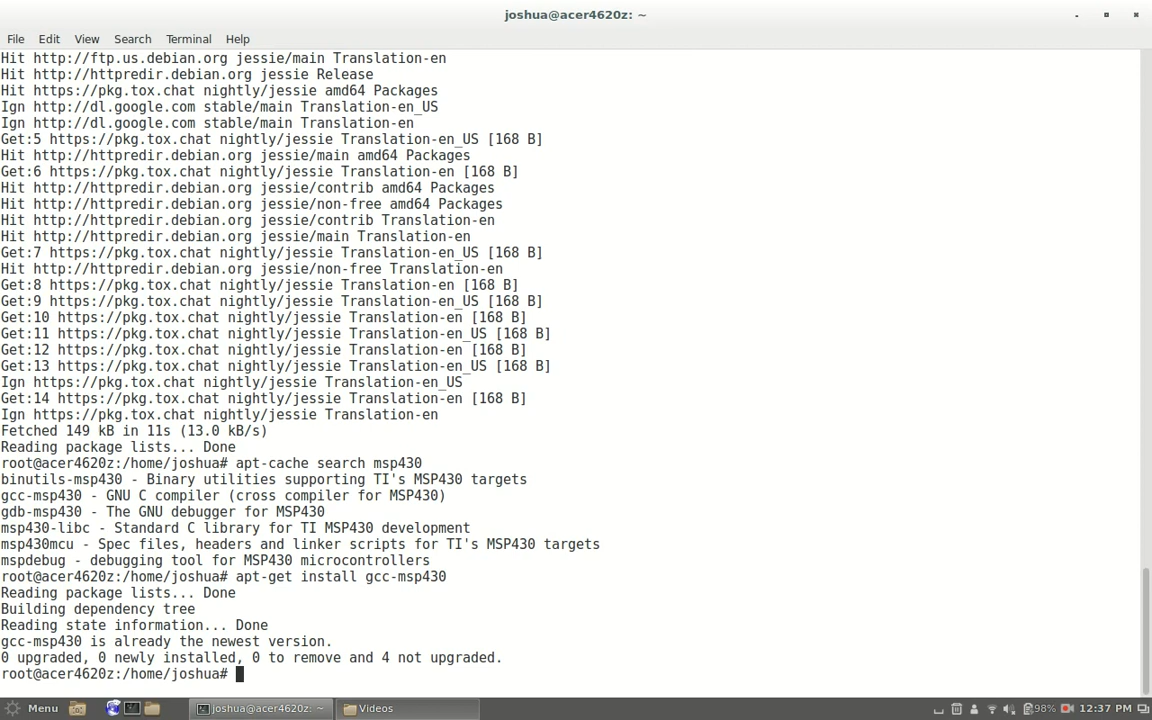 joshua@acer4620z: ~
File Edit View Search Terminal Help
Hit http://ftp.us.debian.org jessie/main Translation-en
Hit http://httpredir.debian.org jessie Release
Hit https://pkg.tox.chat nightly/jessie amd64 Packages
Ign http://dl.google.com stable/main Translation-en_US
Ign http://dl.google.com stable/main Translation-en
Get:5 https://pkg.tox.chat nightly/jessie Translation-en_US [168 B]
Hit http://httpredir.debian.org jessie/main amd64 Packages
Get:6 https://pkg.tox.chat nightly/jessie Translation-en [168 B]
Hit http://httpredir.debian.org jessie/contrib amd64 Packages
Hit http://httpredir.debian.org jessie/non-free amd64 Packages
Hit http://httpredir.debian.org jessie/contrib Translation-en
Hit http://httpredir.debian.org jessie/main Translation-en
Get:7 https://pkg.tox.chat nightly/jessie Translation-en_US [168 B]
Hit http://httpredir.debian.org jessie/non-free Translation-en
Get:8 https://pkg.tox.chat nightly/jessie Translation-en [168 B]
Get:9 https://pkg.tox.chat nightly/jessie Translation-en_US [168 B]
Get:10 https://pkg.tox.chat nightly/jessie Translation-en [168 B]
Get:11 https://pkg.tox.chat nightly/jessie Translation-en_US [168 B]
Get:12 https://pkg.tox.chat nightly/jessie Translation-en [168 B]
Get:13 https://pkg.tox.chat nightly/jessie Translation-en_US [168 B]
Ign https://pkg.tox.chat nightly/jessie Translation-en_US
Get:14 https://pkg.tox.chat nightly/jessie Translation-en [168 B]
Ign https://pkg.tox.chat nightly/jessie Translation-en
Fetched 149 kB in 11s (13.0 kB/s)
Reading package lists... Done
root@acer4620z:/home/joshua# apt-cache search msp430
binutils-msp430 - Binary utilities supporting TI's MSP430 targets
gcc-msp430 - GNU C compiler (cross compiler for MSP430)
gdb-msp430 - The GNU debugger for MSP430
msp430-libc - Standard C library for TI MSP430 development
msp430mcu - Spec files, headers and linker scripts for TI's MSP430 targets
mspdebug - debugging tool for MSP430 microcontrollers
root@acer4620z:/home/joshua# apt-get install gcc-msp430
Reading package lists... Done
Building dependency tree
Reading state information... Done
gcc-msp430 is already the newest version.
0 upgraded, 0 newly installed, 0 to remove and 4 not upgraded.
root@acer4620z:/home/joshua#
Menu joshua@acer4620z: ~ Videos 98% 12:37 PM